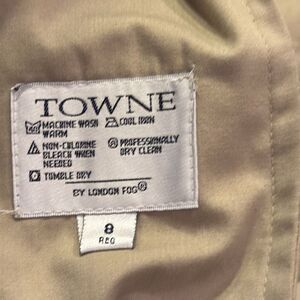 TOWNE
MACHINE WASH COOL IRON
WARM
NON-CHLORINE PROFESSIONALLY
BLEACH WHEN DRY CLEAN
NEEDED
TUMBLE DRY
BY LONDON FOG®
8
REG